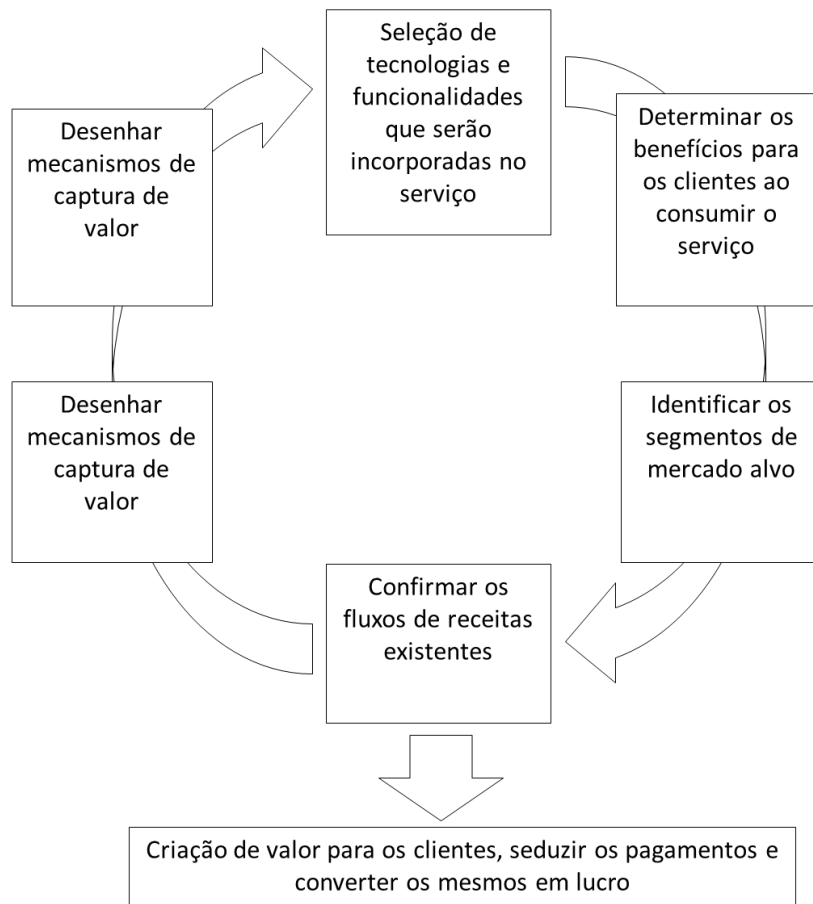 Seleção de
tecnologias e
funcionalidades
que serão
incorporadas no
serviço
Determinar os
benefícios para
os clientes ao
consumir o
serviço
Identificar os
segmentos de
mercado alvo
Confirmar os
fluxos de receitas
existentes
Desenhar
mecanismos de
captura de
valor
Desenhar
mecanismos de
captura de
valor
Criação de valor para os clientes, seduzir os pagamentos e
converter os mesmos em lucro